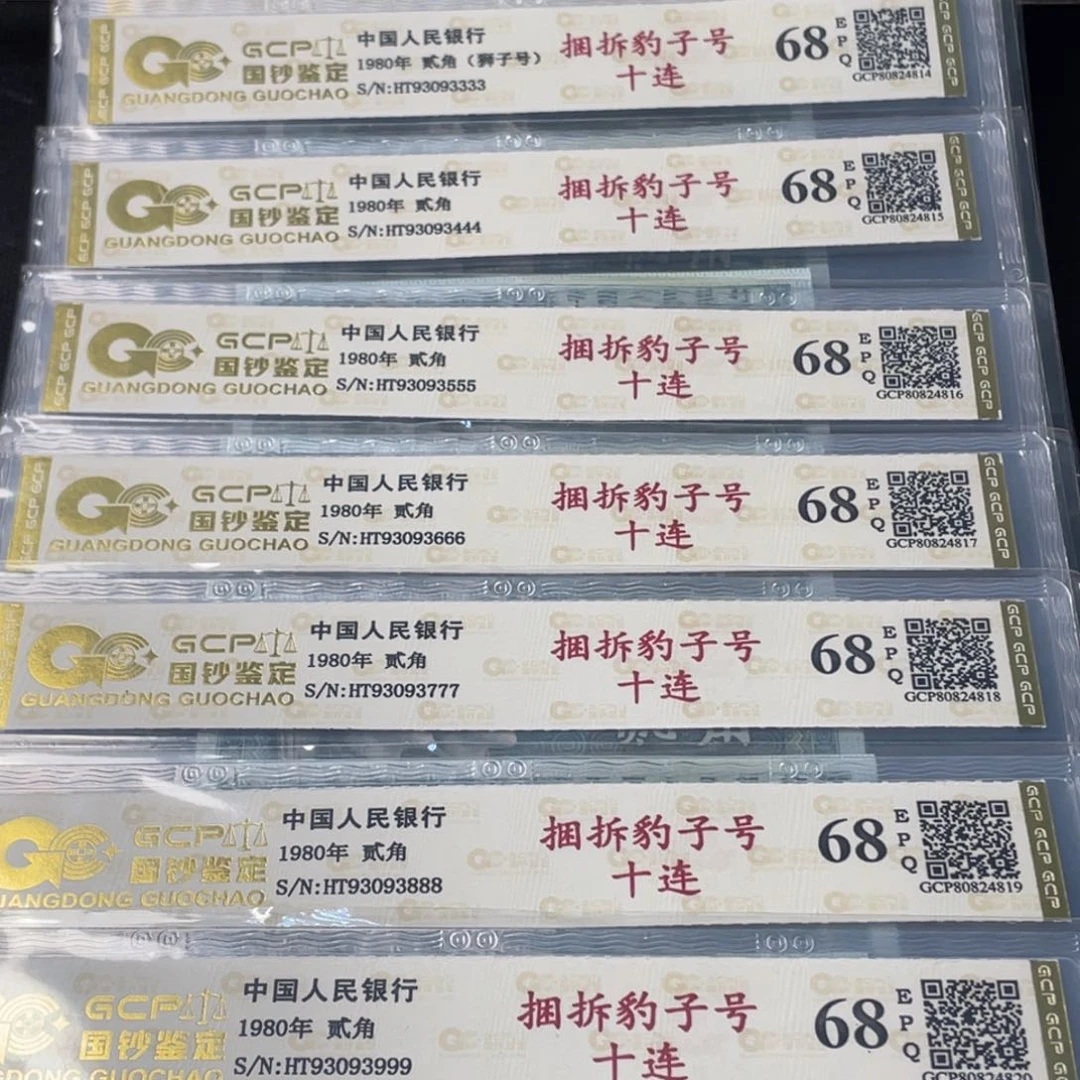 GCP
国钞鉴定
GUANGDONG GUOCHAO
中国人民银行
1980年 贰角（狮子号）
S/N:HT93093333
捆拆豹子号
十连
68
EPQ
GCP80824814
GCP
国钞鉴定
GUANGDONG GUOCHAO
中国人民银行
1980年 贰角
S/N:HT93093444
捆拆豹子号
十连
68
EPQ
GCP80824815
GCP
国钞鉴定
GUANGDONG GUOCHAO
中国人民银行
1980年 贰角
S/N:HT93093555
捆拆豹子号
十连
68
EPQ
GCP80824816
GCP
国钞鉴定
GUANGDONG GUOCHAO
中国人民银行
1980年 贰角
S/N:HT93093666
捆拆豹子号
十连
68
EPQ
GCP80824817
GCP
国钞鉴定
GUANGDONG GUOCHAO
中国人民银行
1980年 贰角
S/N:HT93093777
捆拆豹子号
十连
68
EPQ
GCP80824818
GCP
国钞鉴定
UANGDONG GUOCHAO
中国人民银行
1980年 贰角
S/N:HT93093888
捆拆豹子号
十连
68
EPQ
GCP80824819
GCP
国钞鉴定
DONG GUOCHAO
中国人民银行
1980年 贰角
S/N:HT93093999
捆拆豹子号
十连
68
EPQ
GCP80824820